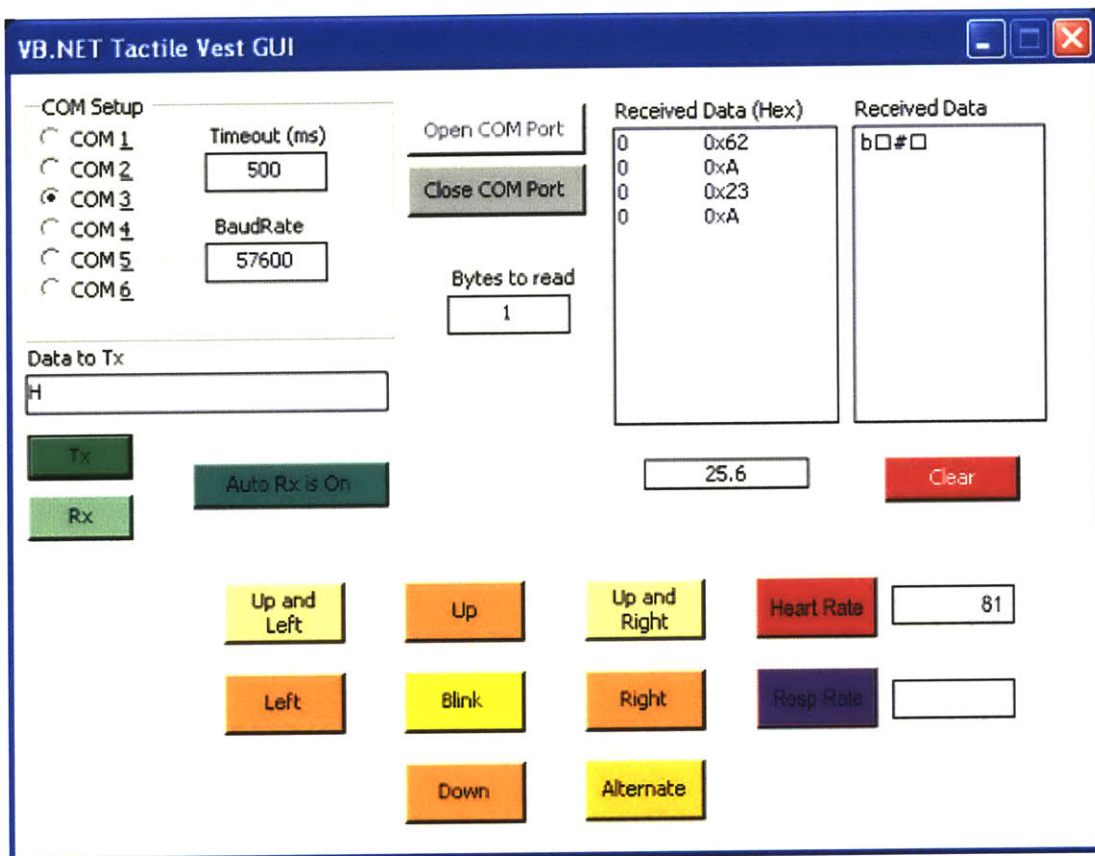 VB.NET Tactile Vest GUI
COM Setup
COM 1
COM 2
COM 3
COM 4
COM 5
COM 6
Timeout (ms)
500
BaudRate
57600
Open COM Port
Close COM Port
Bytes to read
1
Received Data (Hex)
0 0x62
0 0xA
0 0x23
0 0xA
Received Data
b□#□
Data to Tx
H
Tx
Rx
Auto Rx is On
25.6
Clear
Up and
Left
Up
Up and
Right
Heart Rate
81
Left
Blink
Right
Resp Rate
Down
Alternate